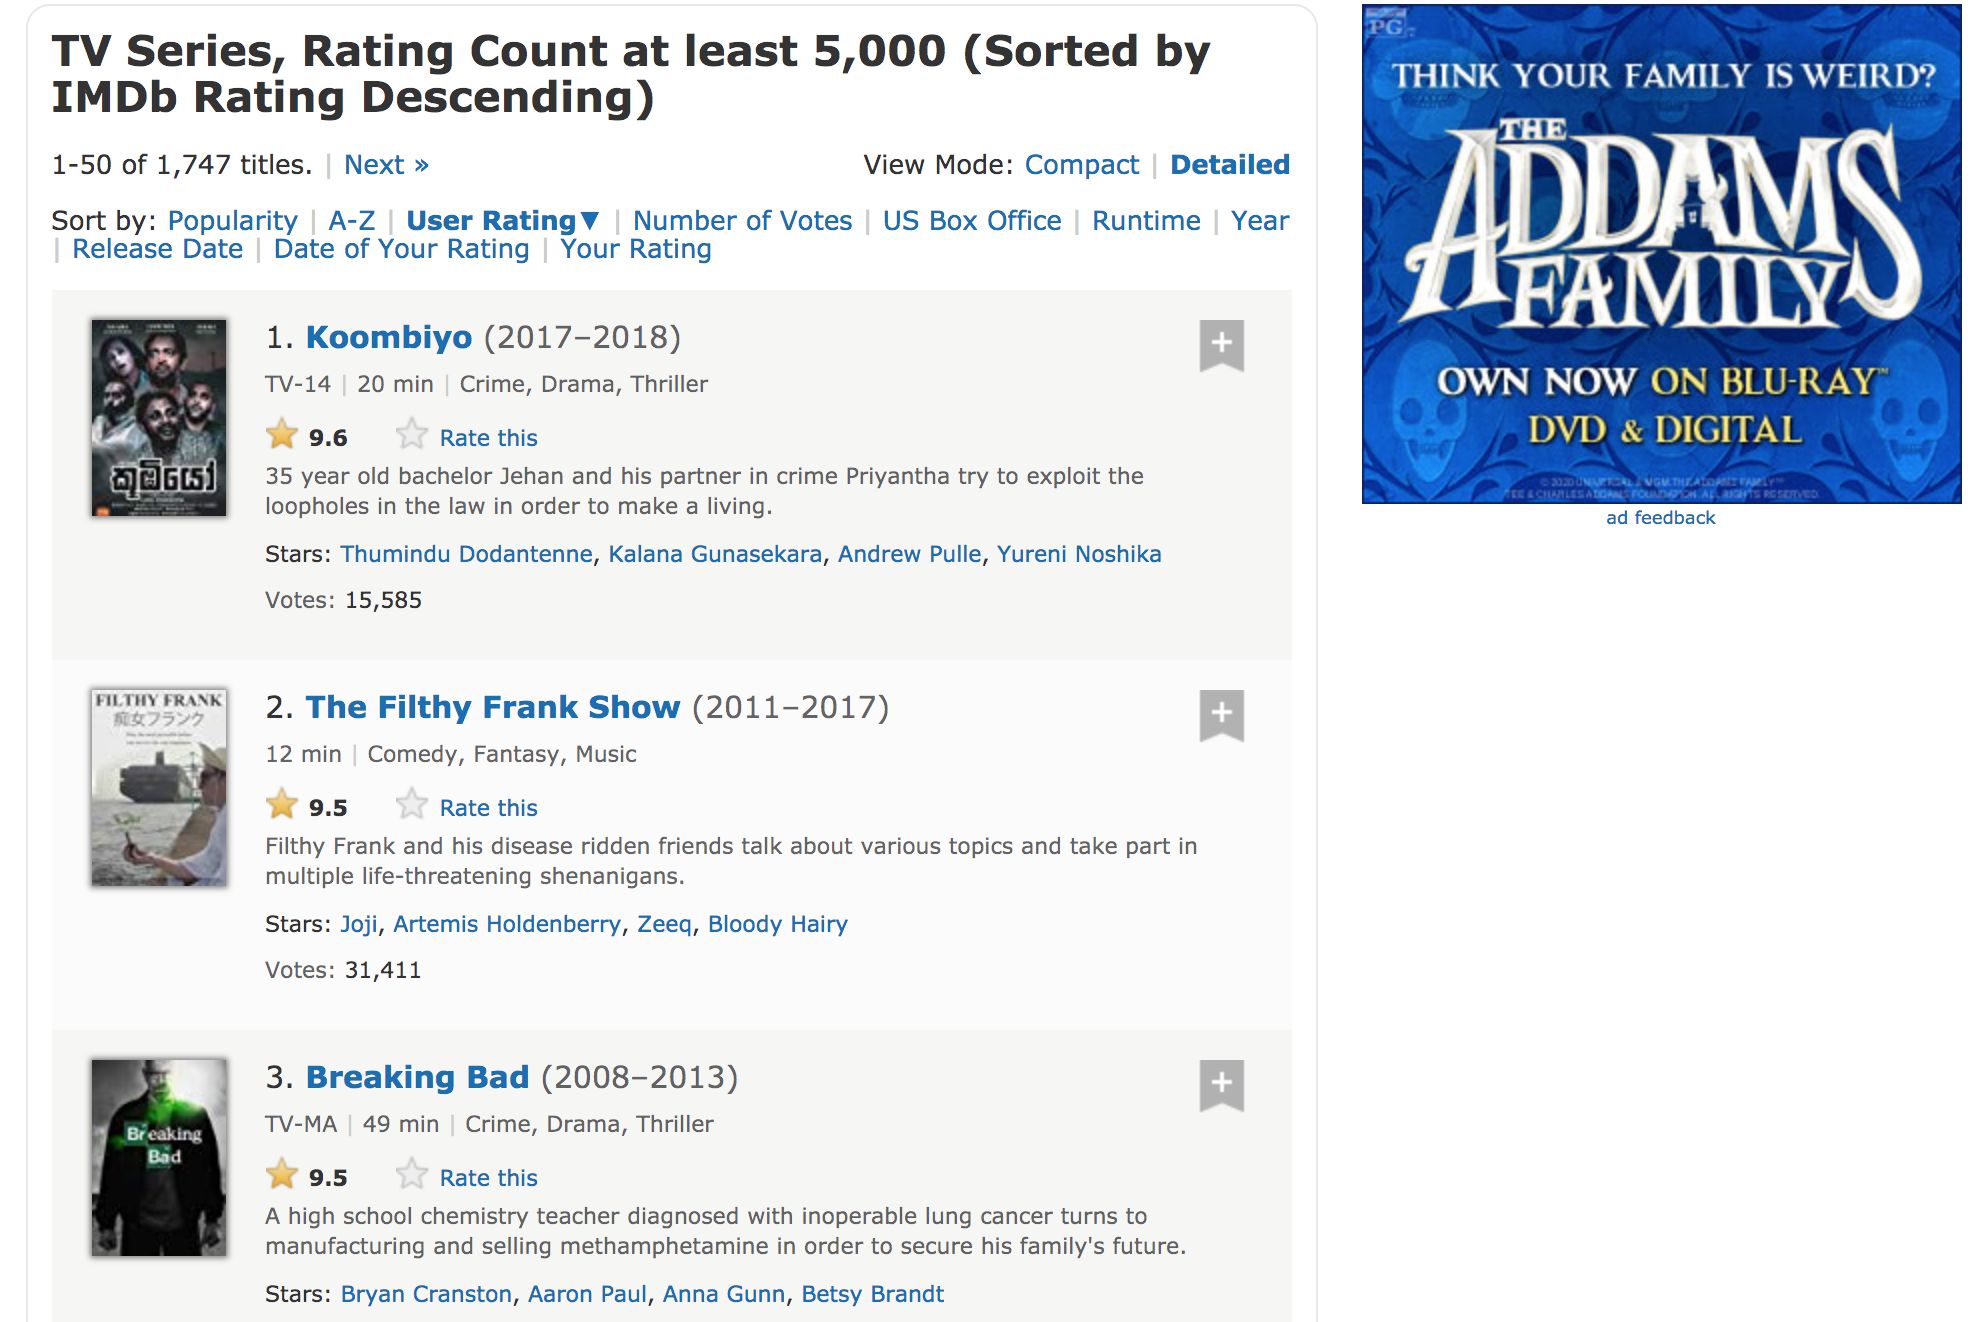 TV Series, Rating Count at least 5,000 (Sorted by
IMDb Rating Descending)
1-50 of 1,747 titles. | Next »
View Mode: Compact | Detailed
Sort by: Popularity | A-Z | User Rating▼ | Number of Votes | US Box Office | Runtime | Year
| Release Date | Date of Your Rating | Your Rating
1. Koombiyo (2017–2018)
TV-14 | 20 min | Crime, Drama, Thriller
9.6 Rate this
35 year old bachelor Jehan and his partner in crime Priyantha try to exploit the
loopholes in the law in order to make a living.
Stars: Thumindu Dodantenne, Kalana Gunasekara, Andrew Pulle, Yureni Noshika
Votes: 15,585
කූඹියෝ
2. The Filthy Frank Show (2011–2017)
12 min | Comedy, Fantasy, Music
9.5 Rate this
Filthy Frank and his disease ridden friends talk about various topics and take part in
multiple life-threatening shenanigans.
Stars: Joji, Artemis Holdenberry, Zeeq, Bloody Hairy
Votes: 31,411
FILTHY FRANK
痴女フランク
3. Breaking Bad (2008–2013)
TV-MA | 49 min | Crime, Drama, Thriller
9.5 Rate this
A high school chemistry teacher diagnosed with inoperable lung cancer turns to
manufacturing and selling methamphetamine in order to secure his family's future.
Stars: Bryan Cranston, Aaron Paul, Anna Gunn, Betsy Brandt
Breaking
Bad
PG
THINK YOUR FAMILY IS WEIRD?
THE
ADDAMS
FAMILY
OWN NOW ON BLU-RAY™
DVD & DIGITAL
ad feedback